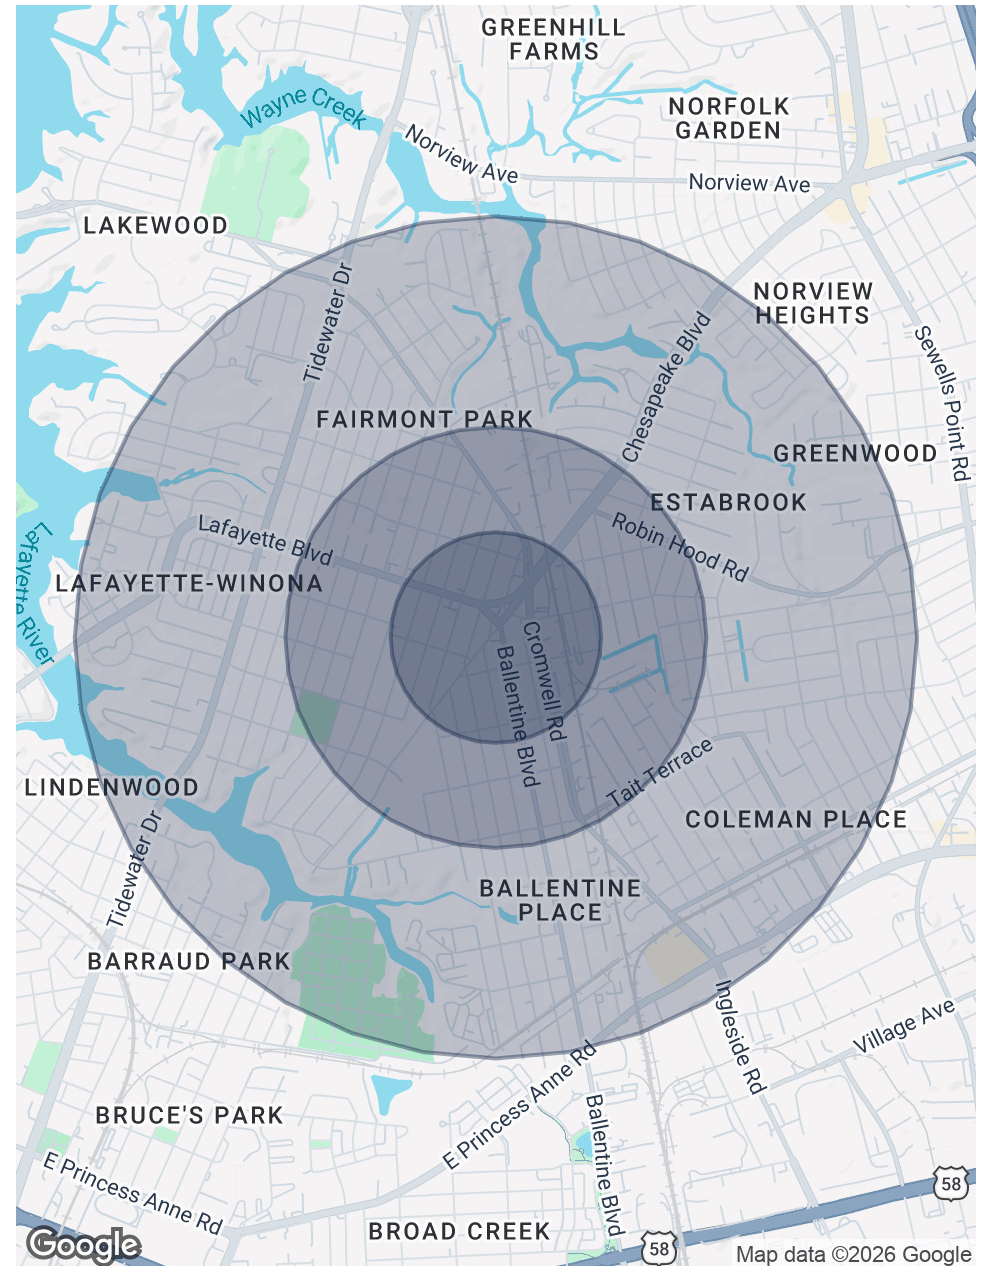 GREENHILL
FARMS
Wayne Creek
NORFOLK
GARDEN
Norview Ave
Norview Ave
LAKEWOOD
Tidewater Dr
NORVIEW
HEIGHTS
Chesapeake Blvd
Sewells Point Rd
FAIRMONT PARK
GREENWOOD
ESTABROOK
Lafayette Blvd
Robin Hood Rd
Lafayette River
LAFAYETTE-WINONA
Cromwell Rd
Ballentine Blvd
Tait Terrace
LINDENWOOD
COLEMAN PLACE
Tidewater Dr
BALLENTINE
PLACE
BARRAUD PARK
Ingleside Rd
Village Ave
E Princess Anne Rd
BRUCE'S PARK
Ballentine Blvd
E Princess Anne Rd
58
BROAD CREEK
58
Google
Map data ©2026 Google